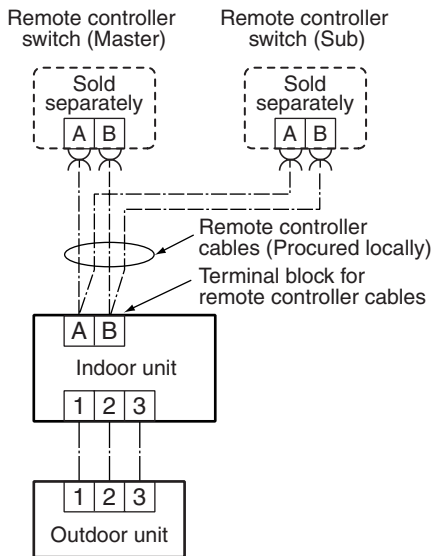 Remote controller
switch (Master)
Remote controller
switch (Sub)
Sold
separately
A B
Sold
separately
A B
Remote controller
cables (Procured locally)
Terminal block for
remote controller cables
A B
Indoor unit
1 2 3
1 2 3
Outdoor unit